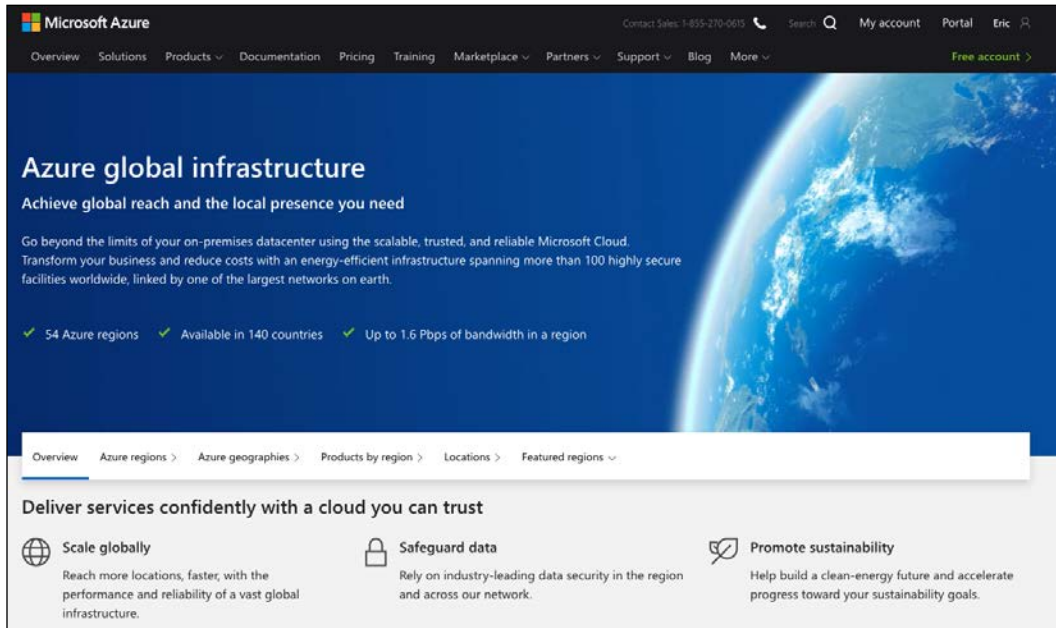 Microsoft Azure
Contact Sales: 1-855-270-0615 Search My account Portal Eric
Overview Solutions Products Documentation Pricing Training Marketplace Partners Support Blog More Free account >
Azure global infrastructure
Achieve global reach and the local presence you need
Go beyond the limits of your on-premises datacenter using the scalable, trusted, and reliable Microsoft Cloud.
Transform your business and reduce costs with an energy-efficient infrastructure spanning more than 100 highly secure
facilities worldwide, linked by one of the largest networks on earth.
54 Azure regions Available in 140 countries Up to 1.6 Pbps of bandwidth in a region
Overview Azure regions > Azure geographies > Products by region > Locations > Featured regions
Deliver services confidently with a cloud you can trust
Scale globally
Reach more locations, faster, with the
performance and reliability of a vast global
infrastructure.
Safeguard data
Rely on industry-leading data security in the region
and across our network.
Promote sustainability
Help build a clean-energy future and accelerate
progress toward your sustainability goals.